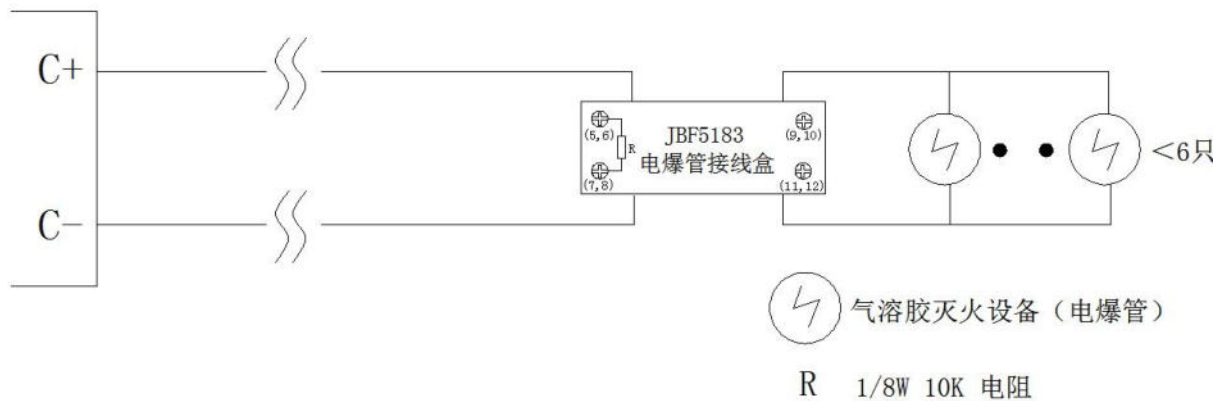 C+
C−
(5,6)
R
(7,8)
JBF5183
电爆管接线盒
(9,10)
(11,12)
<6只
气溶胶灭火设备（电爆管）
R 1/8W 10K 电阻